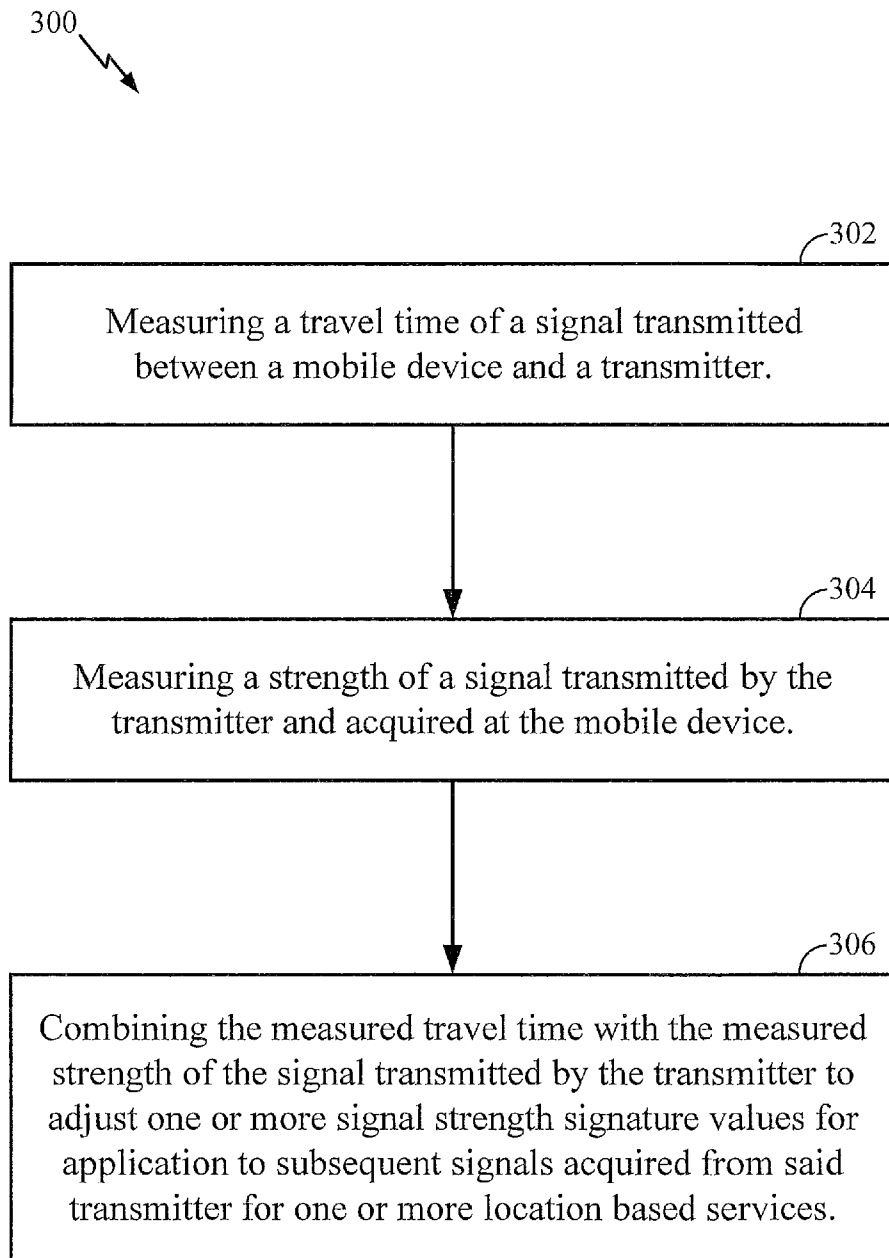 300
302
Measuring a travel time of a signal transmitted
between a mobile device and a transmitter.
304
Measuring a strength of a signal transmitted by the
transmitter and acquired at the mobile device.
306
Combining the measured travel time with the measured
strength of the signal transmitted by the transmitter to
adjust one or more signal strength signature values for
application to subsequent signals acquired from said
transmitter for one or more location based services.